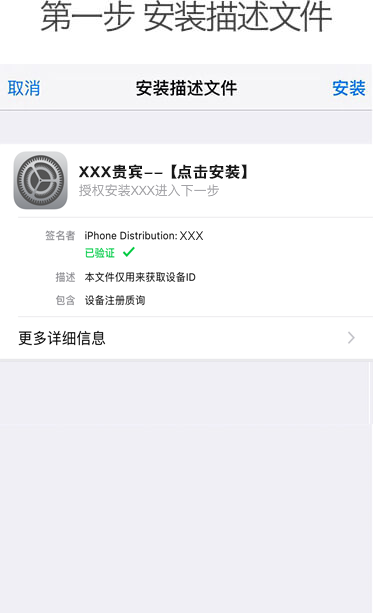 第一步 安装描述文件
取消 安装描述文件 安装
XXX贵宾--【点击安装】
授权安装XXX进入下一步
签名者 iPhone Distribution: XXX
已验证
描述 本文件仅用来获取设备ID
包含 设备注册质询
更多详细信息